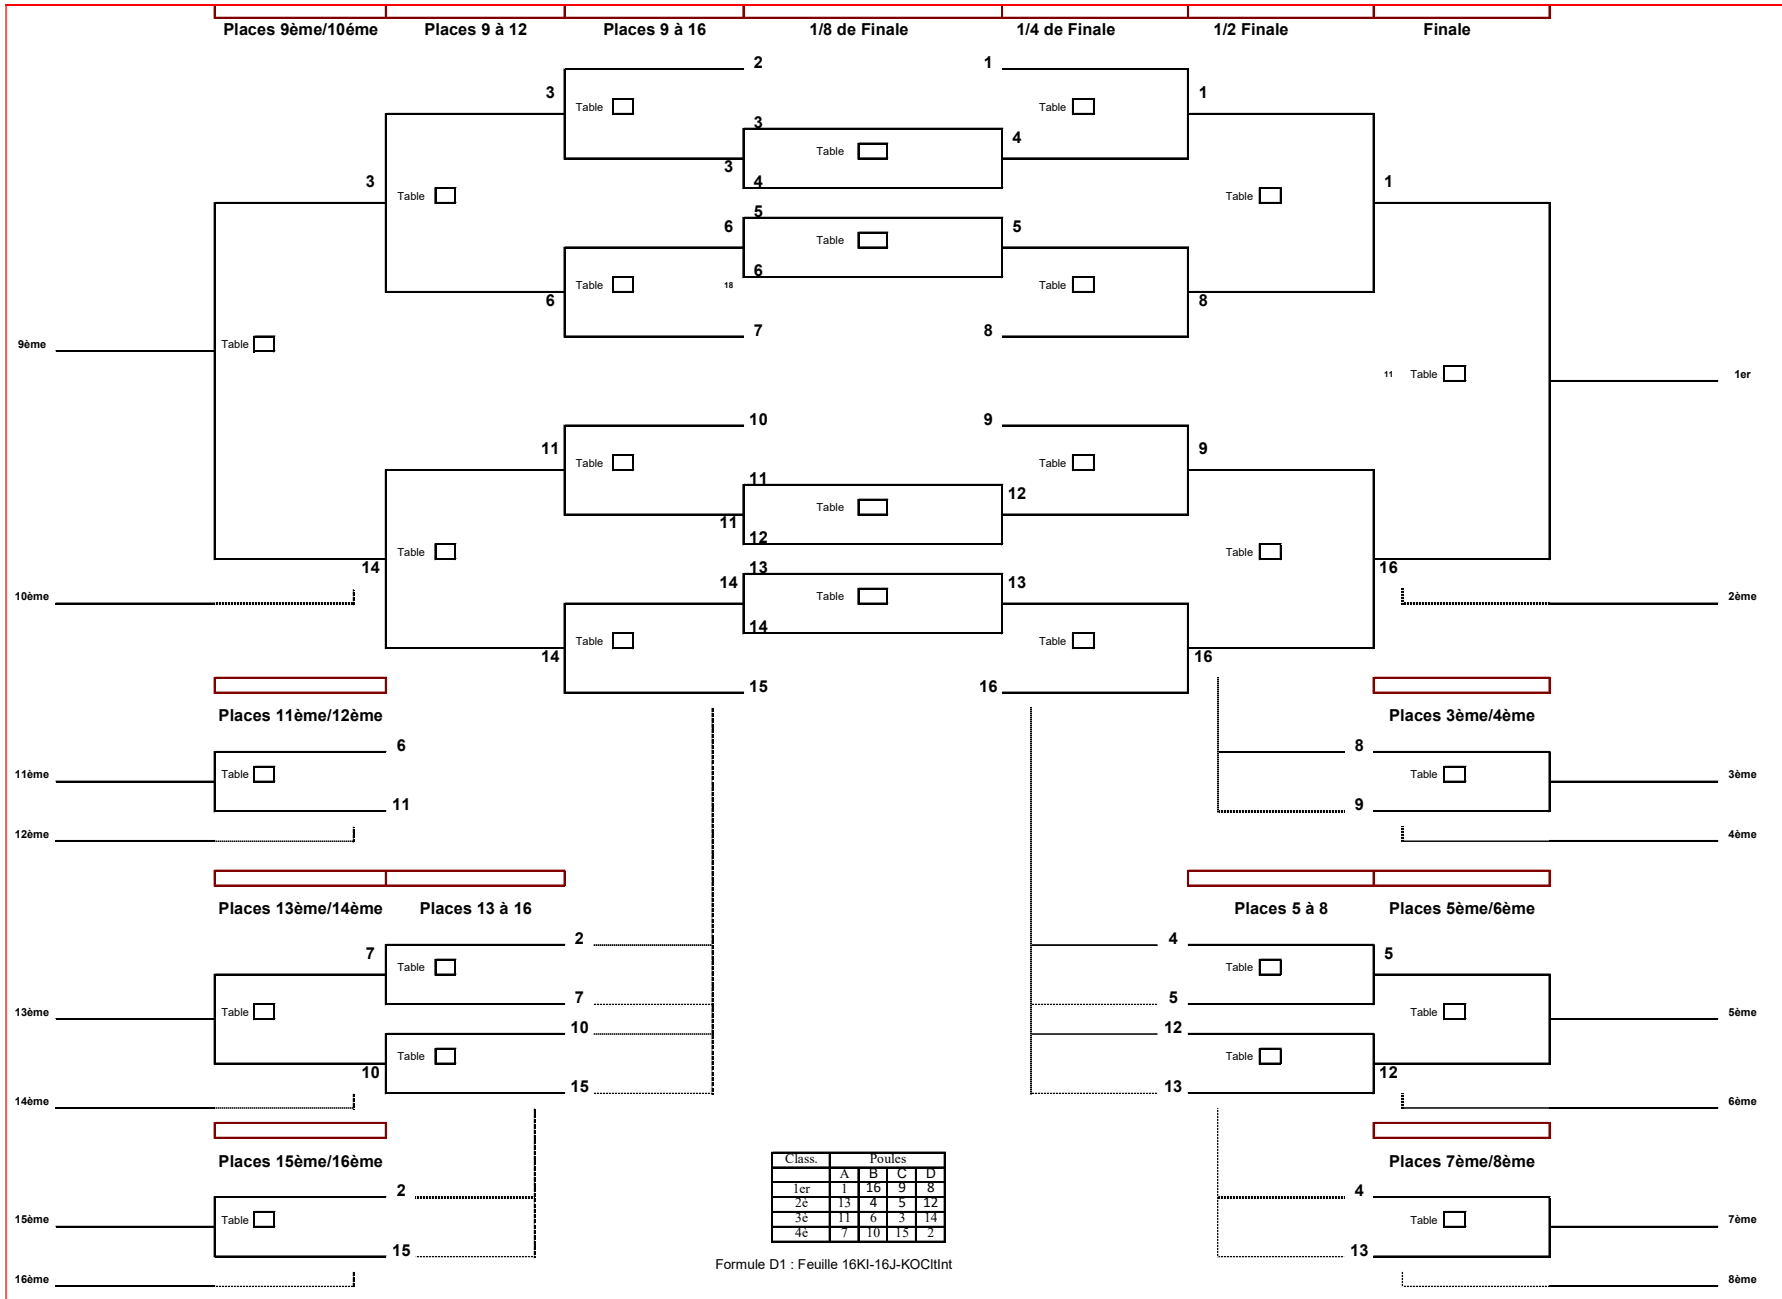 Places 9ème/10éme Places 9 à 12 Places 9 à 16 1/8 de Finale 1/4 de Finale 1/2 Finale Finale
2 1
3 Table Table 1
3 Table 4
3
4
3 Table Table 1
5
6 Table 5
6
Table 18 Table
6 8
7 8
9ème Table
11 Table 1er
10 9
11 Table Table 9
11 12
Table
11
12
Table Table
14 13 16
14 13
10ème Table 2ème
14
Table Table
14 16
15 16
Places 11ème/12ème Places 3ème/4ème
6 8
11ème Table Table 3ème
11 9
12ème 4ème
Places 13ème/14ème Places 13 à 16 Places 5 à 8 Places 5ème/6ème
2 4
7 Table Table 5
7 5
13ème Table Table 5ème
10 12
Table Table
10 12
15 13
14ème 6ème
Places 15ème/16ème Places 7ème/8ème
Class. Poules
A B C D
1er 1 16 9 8
2è 13 4 5 12
3è 11 6 3 14
4è 7 10 15 2
2 4
15ème Table Table 7ème
15 13
Formule D1 : Feuille 16KI-16J-KOCltInt
16ème 8ème